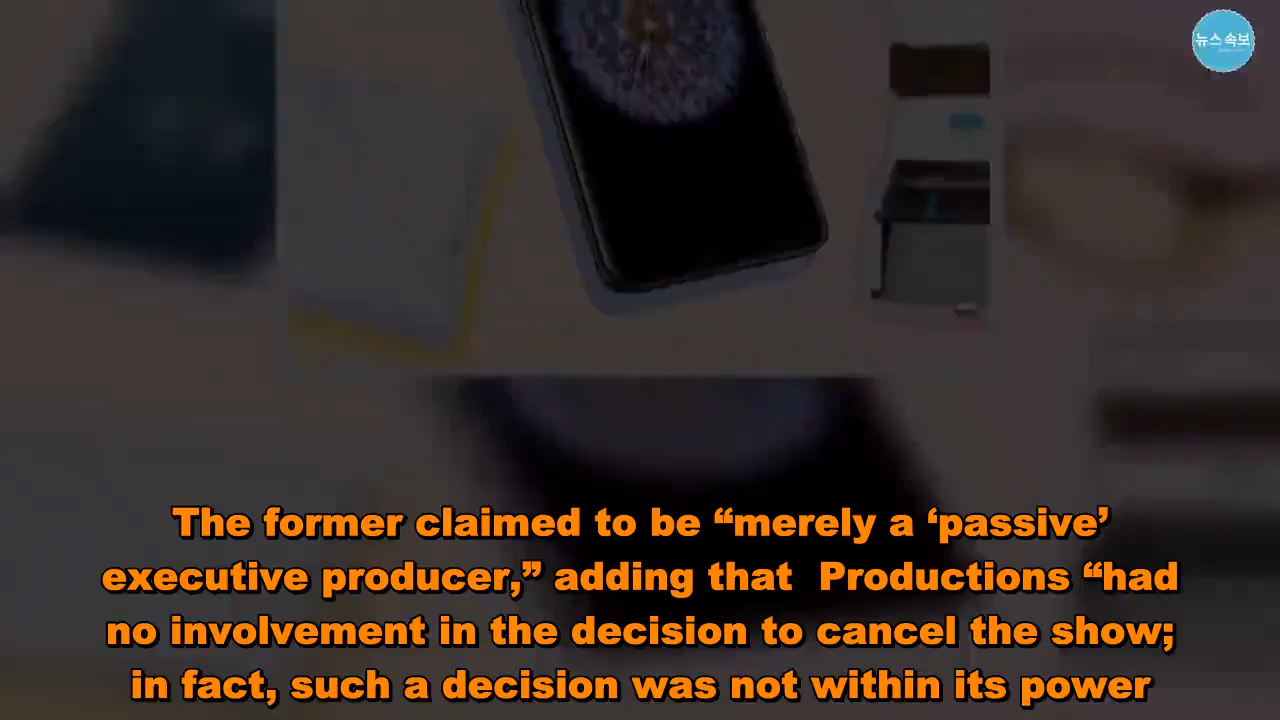 뉴스 속보
The former claimed to be “merely a ‘passive’
executive producer,” adding that  Productions “had
no involvement in the decision to cancel the show;
in fact, such a decision was not within its power